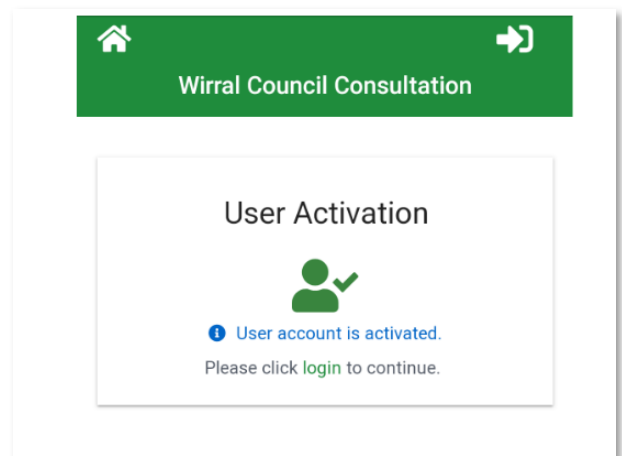 Wirral Council Consultation
User Activation
User account is activated.
Please click login to continue.